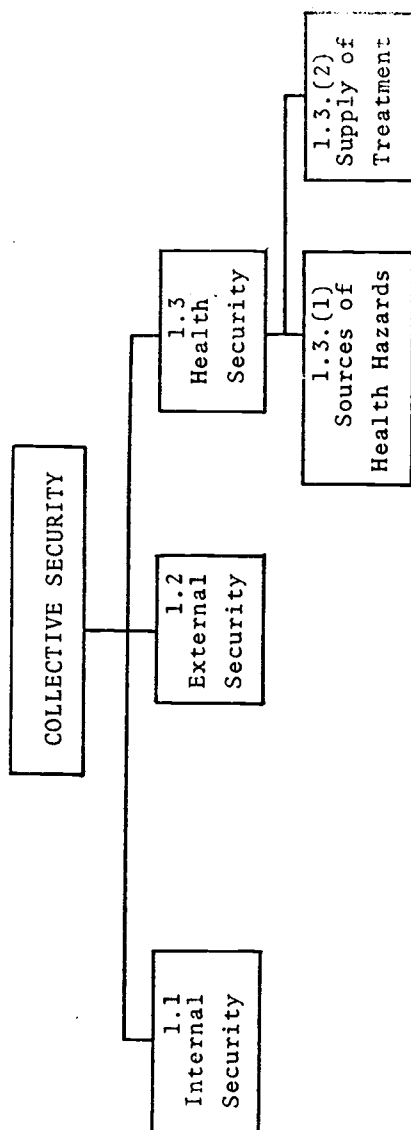 COLLECTIVE SECURITY
1.1
Internal
Security
1.2
External
Security
1.3
Health
Security
1.3.(1)
Sources of
Health Hazards
1.3.(2)
Supply of
Treatment